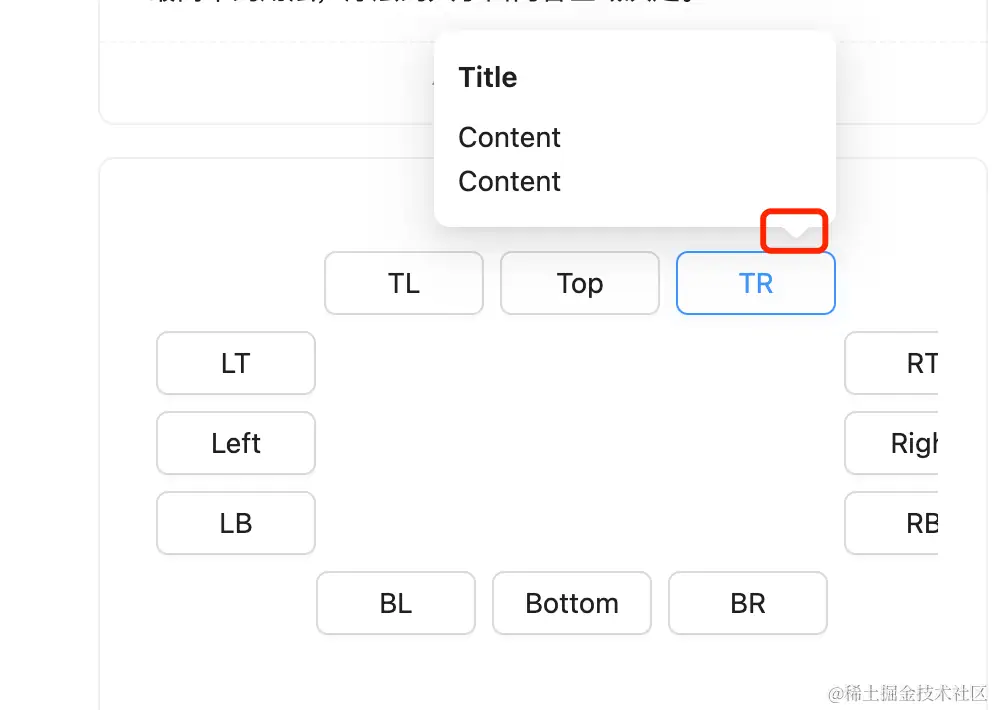 Title
Content
Content
TL
Top
TR
LT
RT
Left
Righ
LB
RB
BL
Bottom
BR
@稀土掘金技术社区